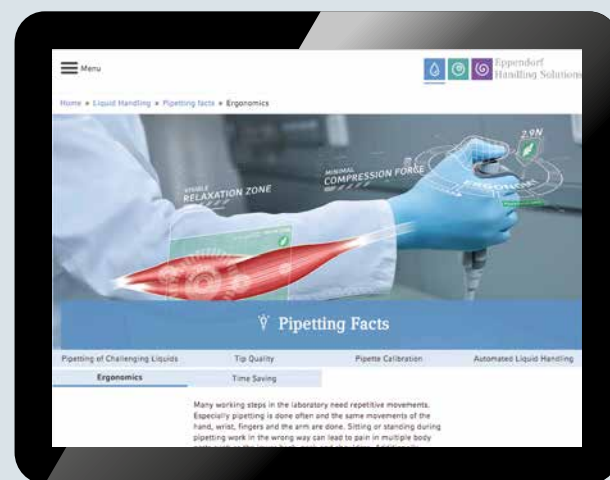 Menu
Eppendorf
Handling Solutions
Home » Liquid Handling » Pipetting facts » Ergonomics
2.9N
VISIBLE
RELAXATION ZONE
MINIMAL
COMPRESSION FORCE
ERGONOMY
Pipetting Facts
Pipetting of Challenging Liquids
Tip Quality
Pipette Calibration
Automated Liquid Handling
Ergonomics
Time Saving
Many working steps in the laboratory need repetitive movements.
Especially pipetting is done often and the same movements of the
hand, wrist, fingers and the arm are done. Sitting or standing during
pipetting work in the wrong way can lead to pain in multiple body